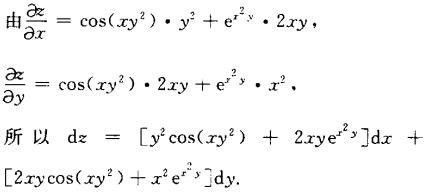 由∂z/∂x = cos(xy²)·y² + e^{x²y}·2xy,
∂z/∂y = cos(xy²)·2xy + e^{x²y}·x²,
所以 dz = [y²cos(xy²) + 2xye^{x²y}]dx +
[2xycos(xy²) + x²e^{x²y}]dy.